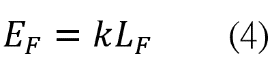 E_F = kL_F (4)